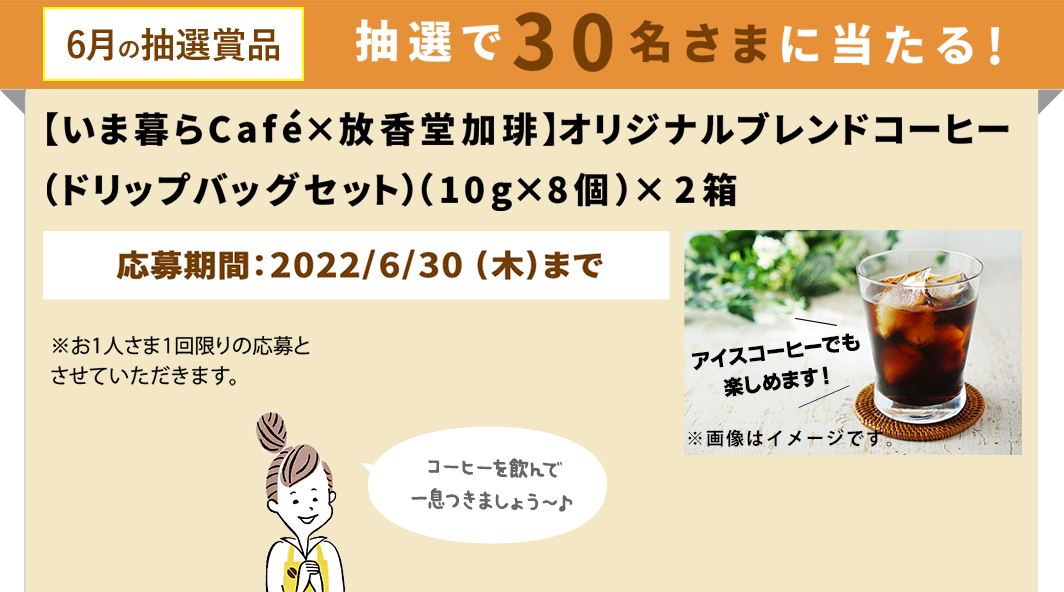 6月の抽選賞品
抽選で30名さまに当たる!
【いま暮らCafé×放香堂加琲】オリジナルブレンドコーヒー
(ドリップバッグセット)(10g×8個)×2箱
応募期間:2022/6/30 (木)まで
※お1人さま1回限りの応募と
させていただきます。
アイスコーヒーでも
楽しめます!
※画像はイメージです。
コーヒーを飲んで
一息つきましょう～♪